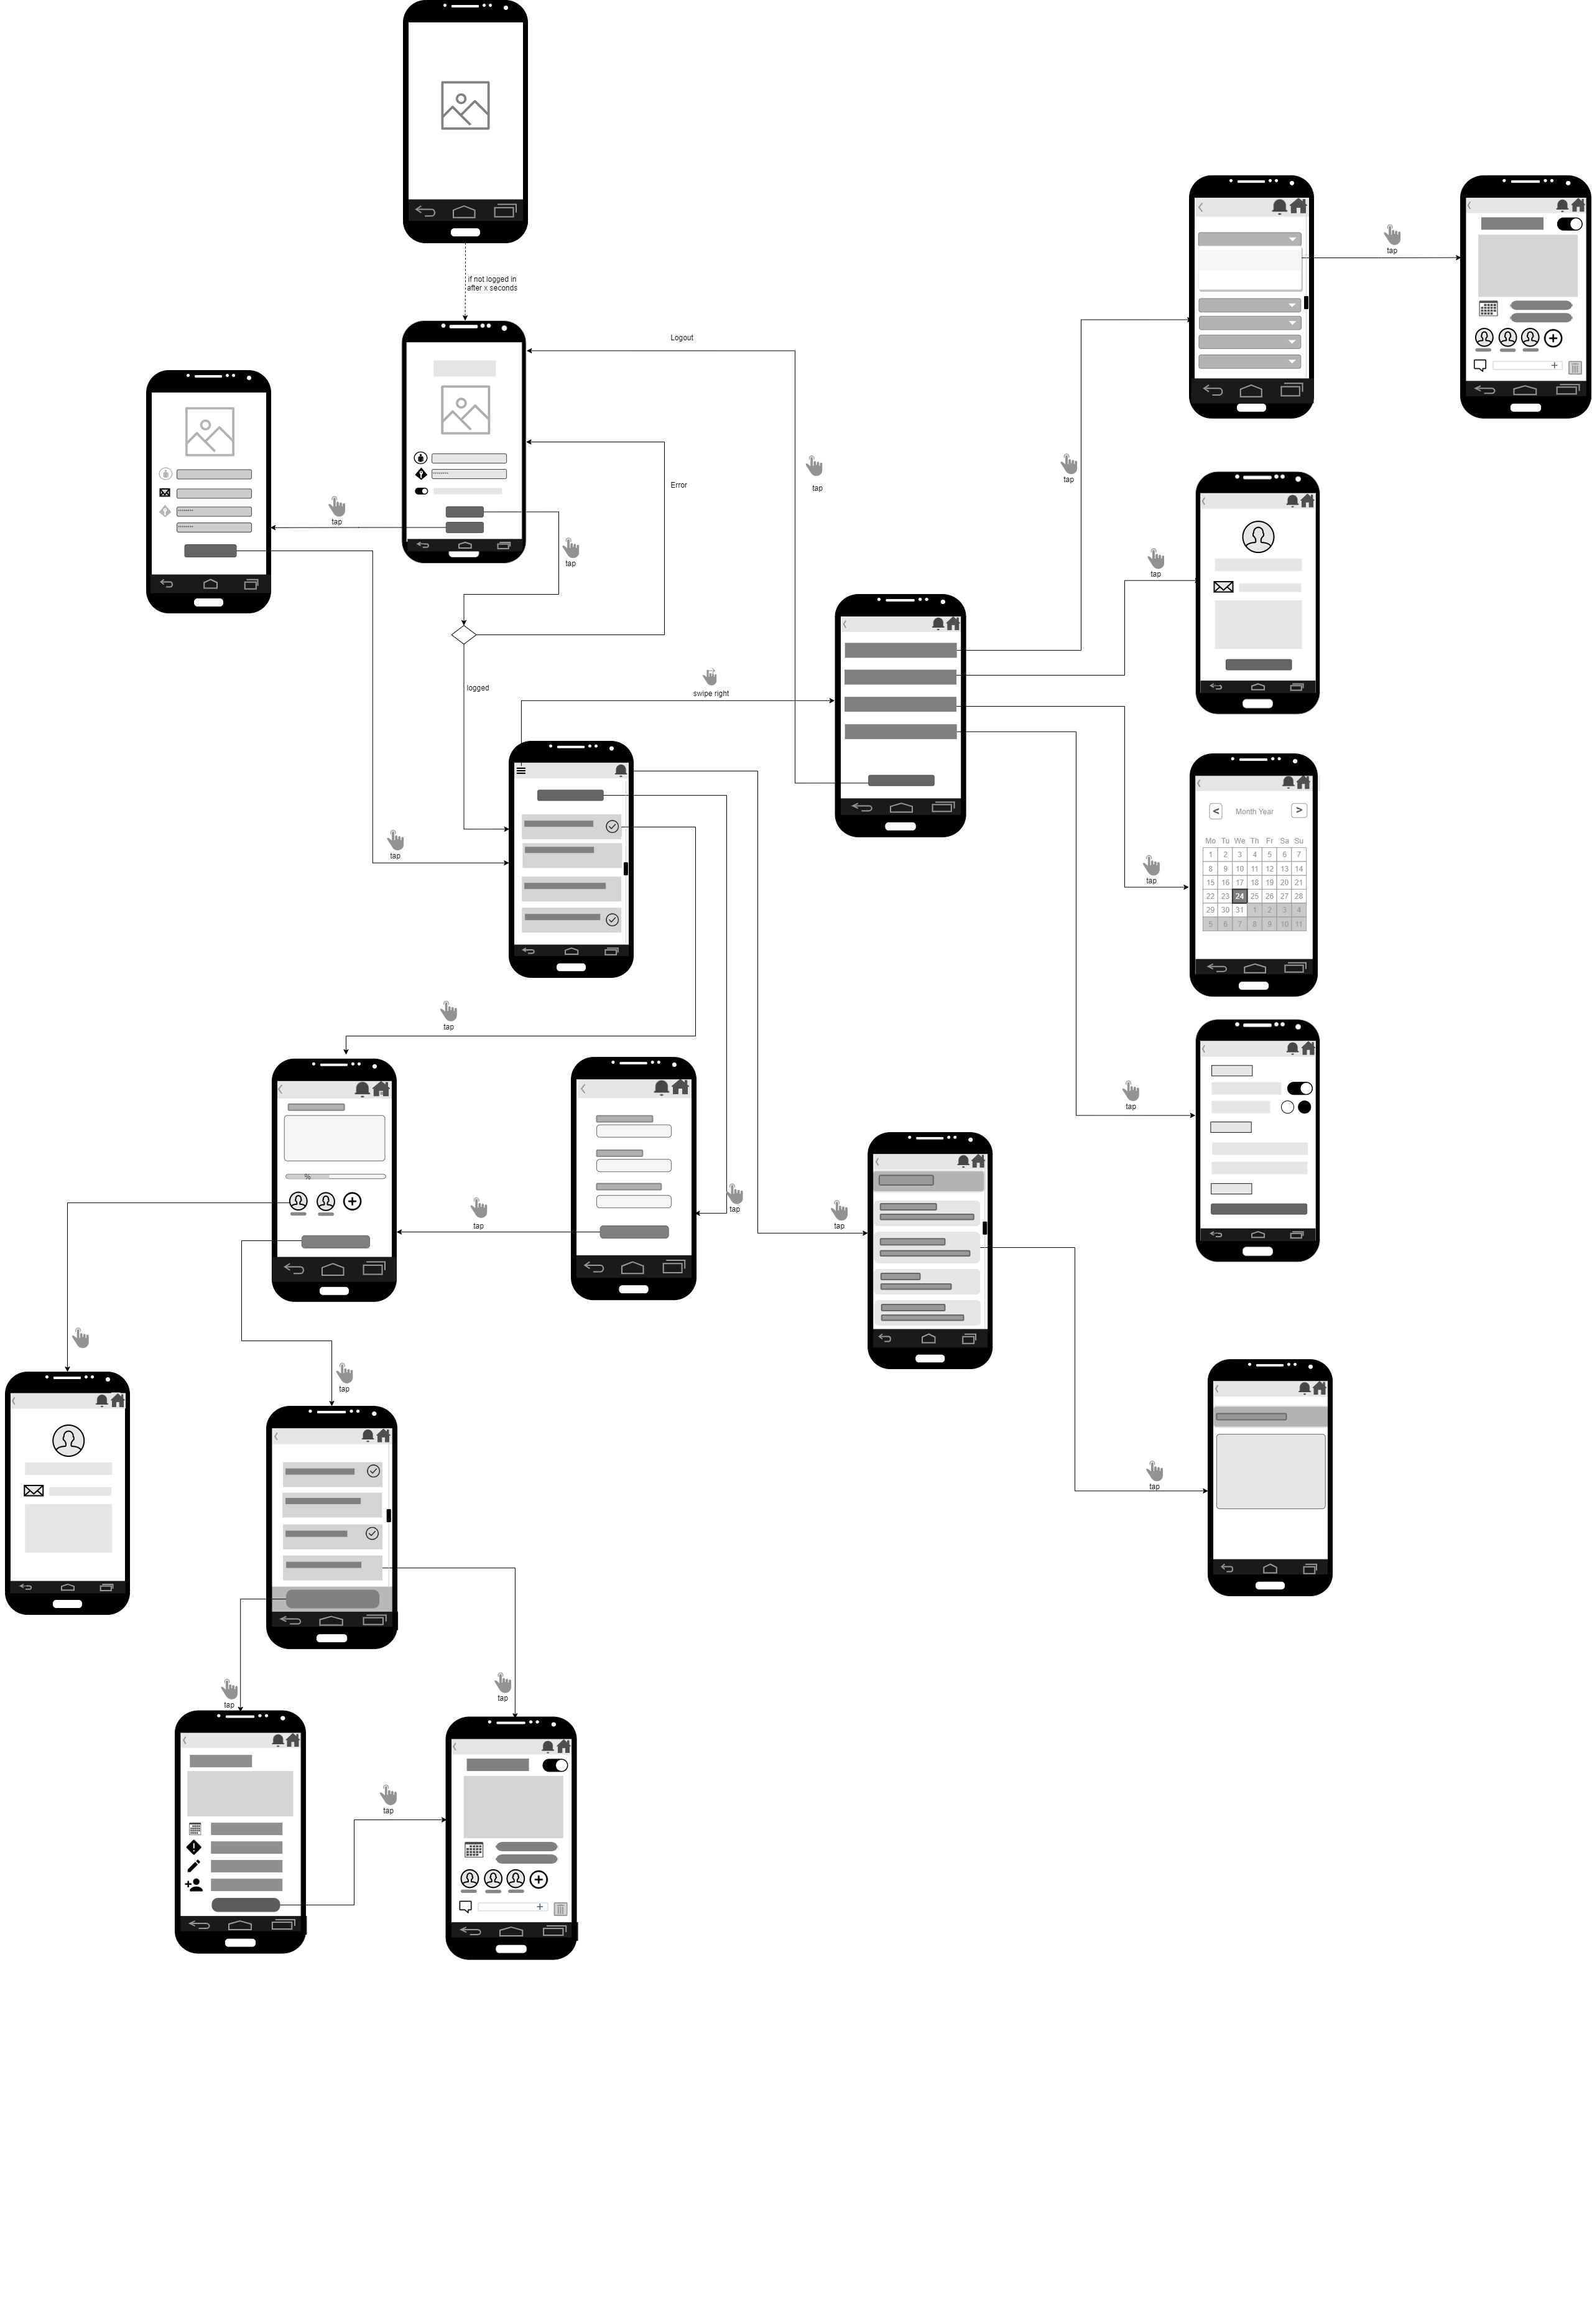 if not logged in
after x seconds
Logout
tap
Error
tap
........
tap
........
........
tap
tap
tap
logged
swipe right
< Month Year >
Mo Tu We Th Fr Sa Su
1 2 3 4 5 6 7
8 9 10 11 12 13 14
15 16 17 18 19 20 21
22 23 24 25 26 27 28
29 30 31 1 2 3 4
5 6 7 8 9 10 11
tap
tap
tap
tap
%
tap
tap
tap
tap
tap
tap
tap
tap